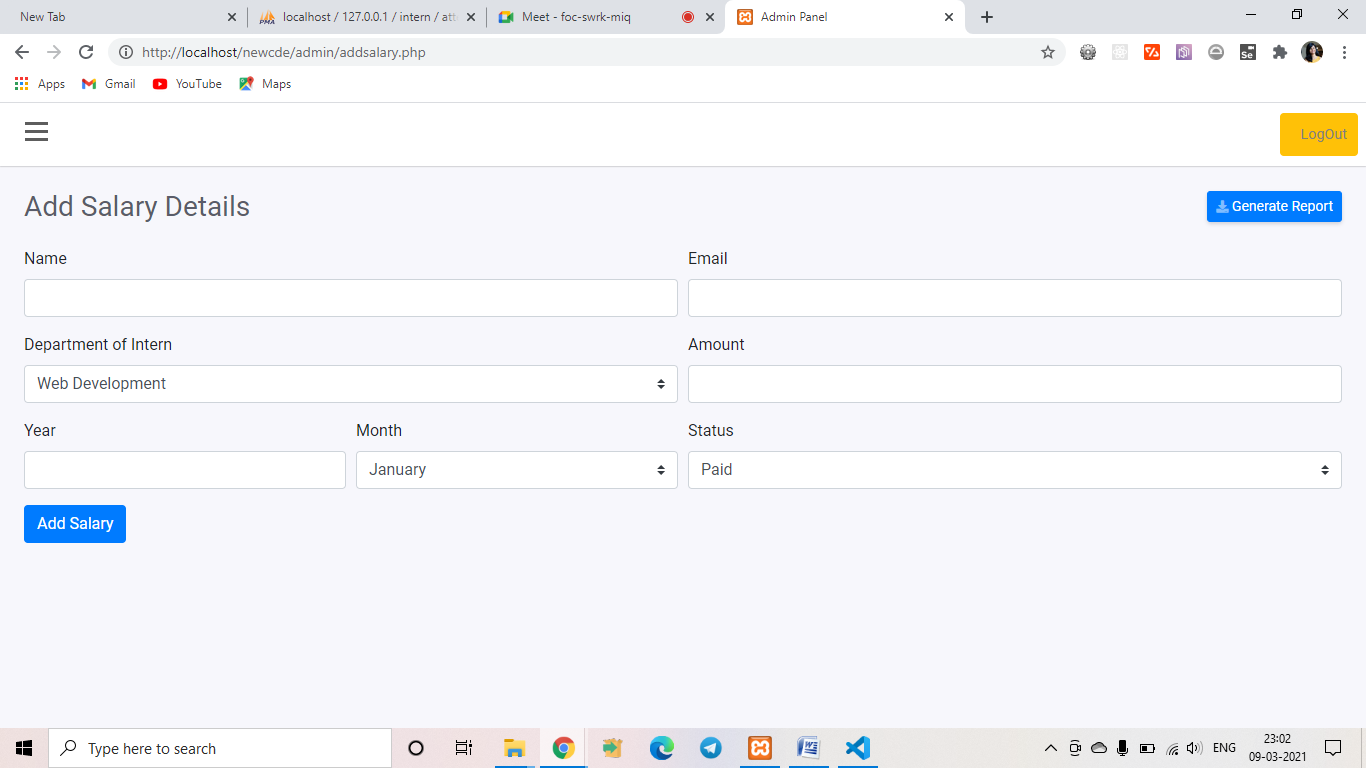 New Tab
localhost / 127.0.0.1 / intern / att
Meet - foc-swrk-miq
Admin Panel
http://localhost/newcde/admin/addsalary.php
Apps Gmail YouTube Maps
LogOut
Add Salary Details
Generate Report
Name Email
Department of Intern Amount
Web Development
Year Month Status
January Paid
Add Salary
Type here to search
ENG
23:02
09-03-2021